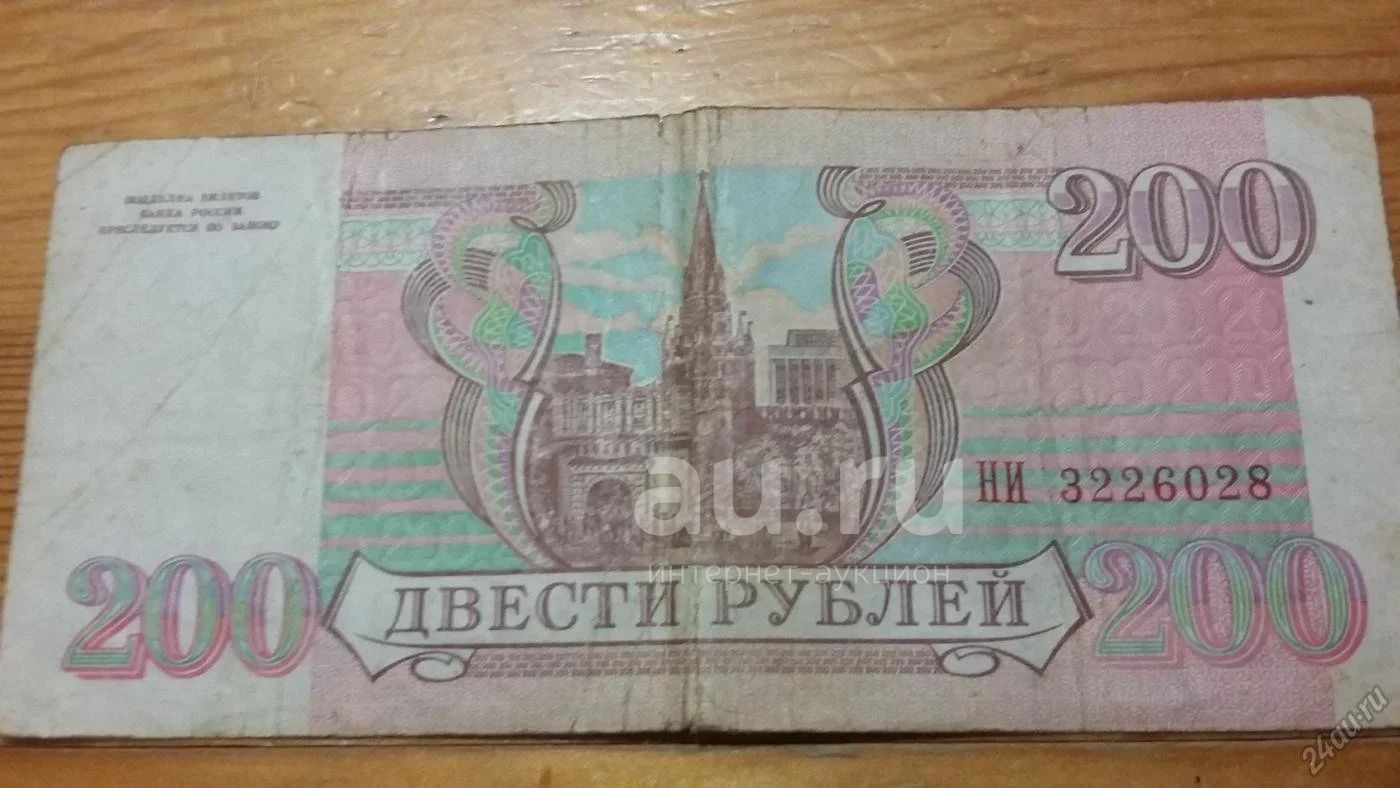 ПОДДЕЛКА БИЛЕТОВ
БАНКА РОССИИ
ПРЕСЛЕДУЕТСЯ ПО ЗАКОНУ
200
НИ 3226028
au.ru
интернет-аукцион
200
ДВЕСТИ РУБЛЕЙ
200
24au.ru